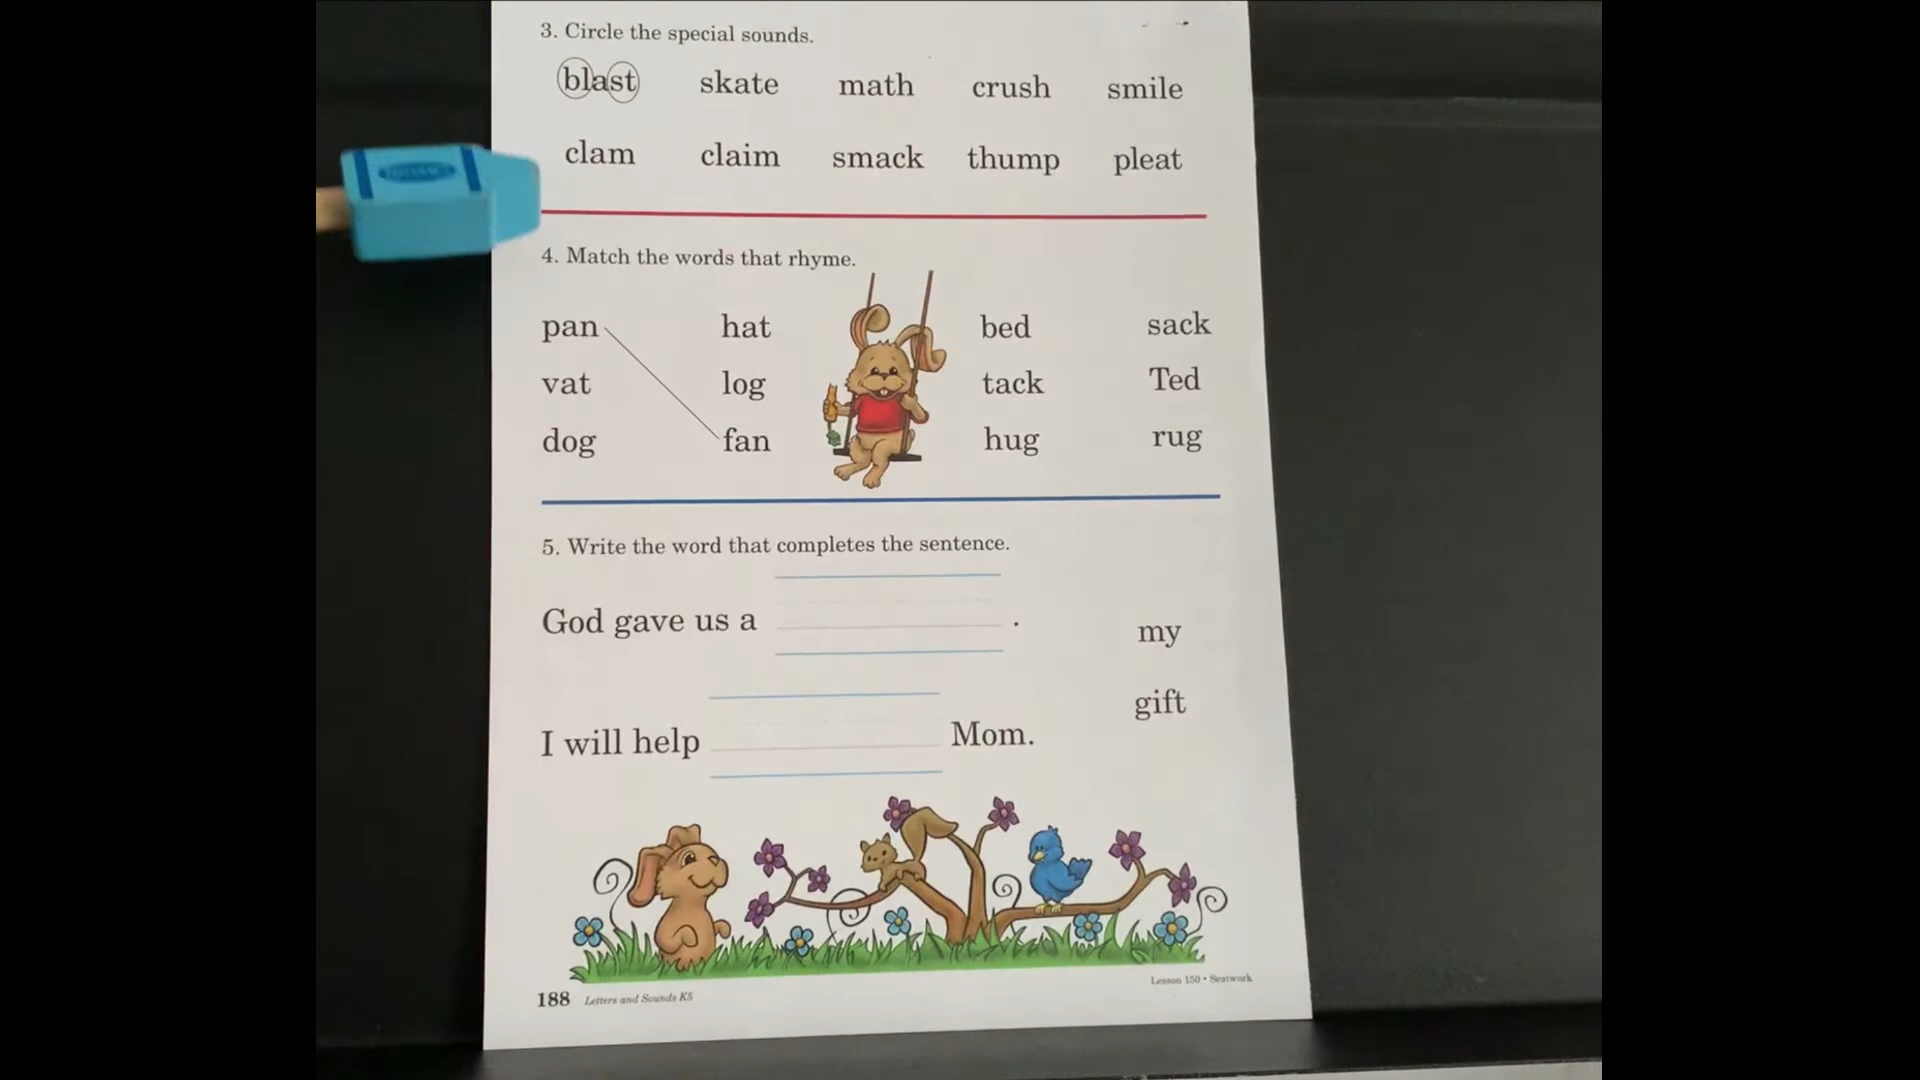 3. Circle the special sounds.
blast skate math crush smile
clam claim smack thump pleat
4. Match the words that rhyme.
pan hat bed sack
vat log tack Ted
dog fan hug rug
5. Write the word that completes the sentence.
God gave us a .
my
gift
I will help Mom.
188 Letters and Sounds K5
Lesson 150 • Seatwork